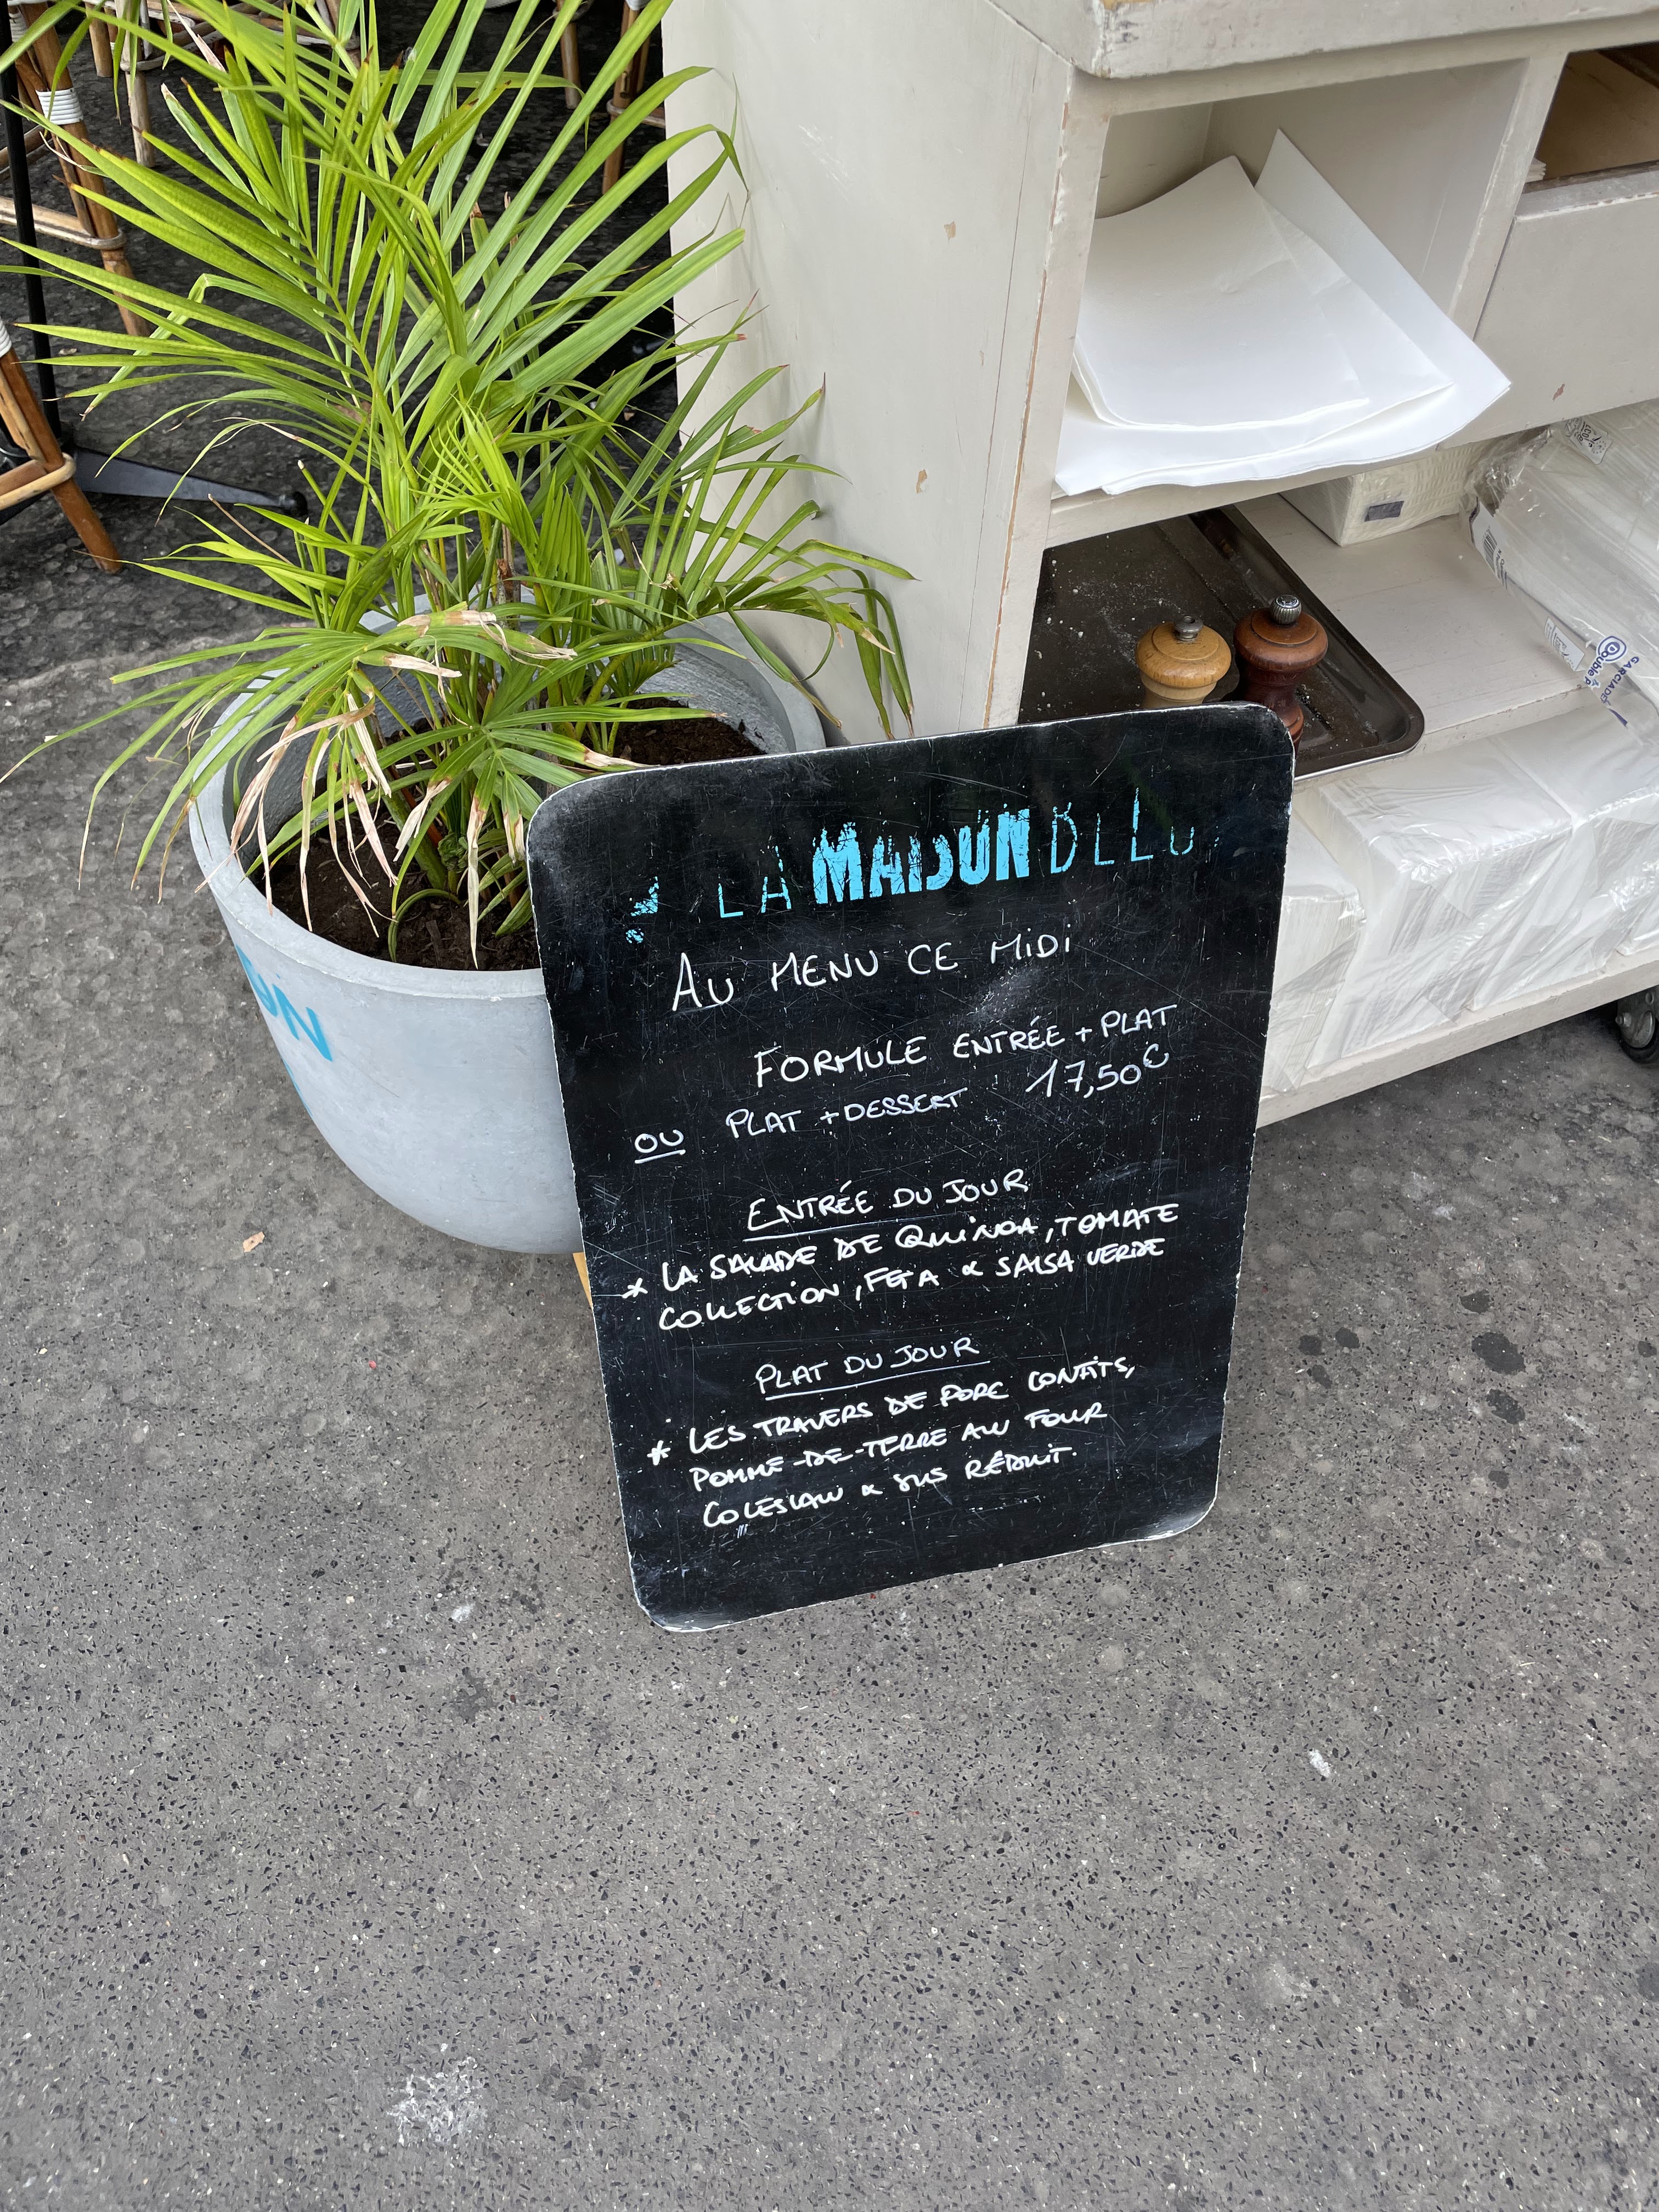 LA MAISON
AU MENU CE MIDI
FORMULE ENTRÉE + PLAT
OU PLAT + DESSERT 17,50€
ENTRÉE DU JOUR
* LA SALADE DE QUINOA, TOMATE
COLLECTION, FETA & SALSA VERDE
PLAT DU JOUR
* LES TRAVERS DE PORC CONFITS,
POMME-DE-TERRE AU FOUR
COLESLAW & JUS RÉDUIT.